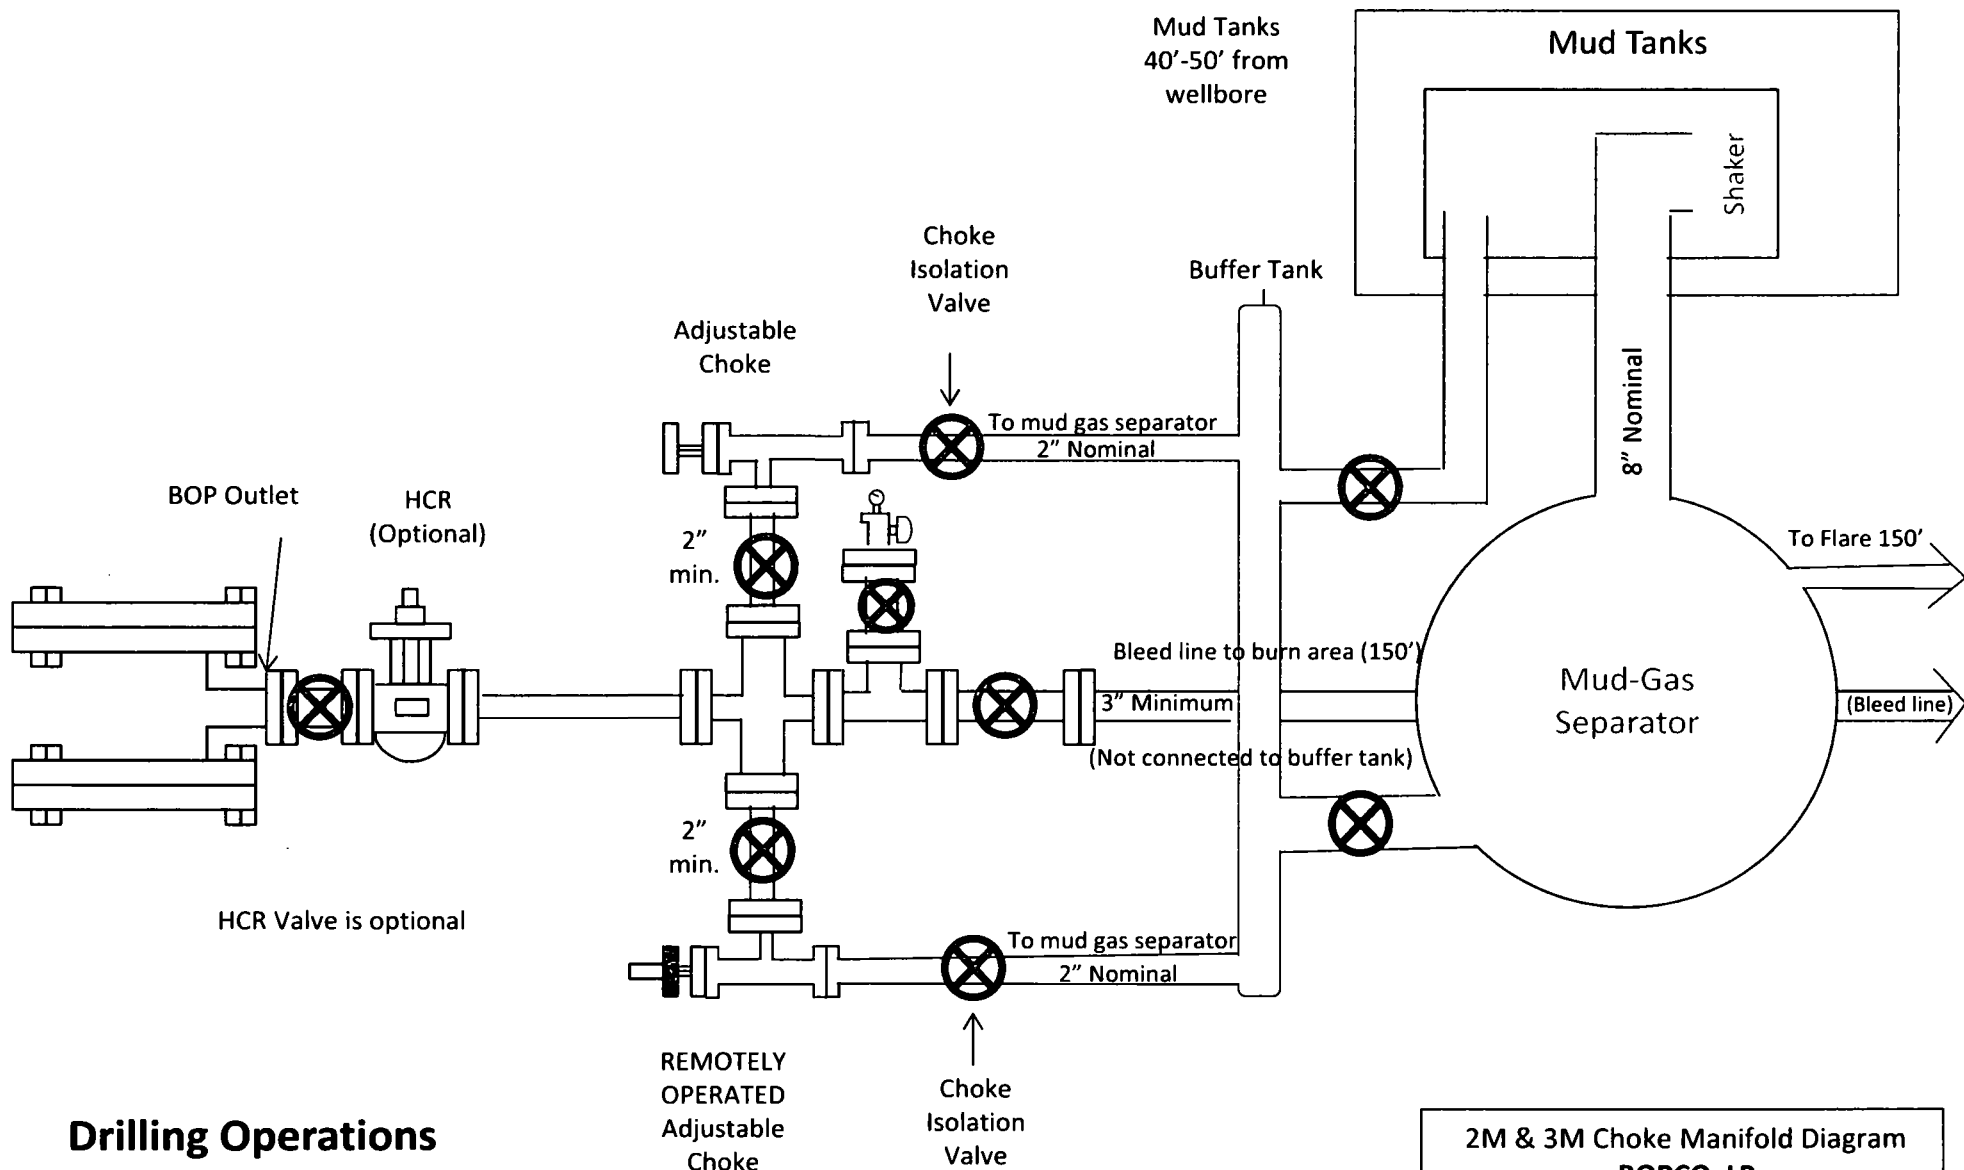 Mud Tanks
40’-50’ from
wellbore
Mud Tanks
Shaker
Choke
Isolation
Valve
Buffer Tank
Adjustable
Choke
To mud gas separator
2” Nominal
8” Nominal
BOP Outlet
HCR
(Optional)
2”
min.
To Flare 150’
Bleed line to burn area (150’)
3” Minimum
(Not connected to buffer tank)
Mud-Gas
Separator
(Bleed line)
2”
min.
HCR Valve is optional
To mud gas separator
2” Nominal
REMOTELY
OPERATED
Adjustable
Choke
Choke
Isolation
Valve
Drilling Operations
2M & 3M Choke Manifold Diagram
BOPCO, LP